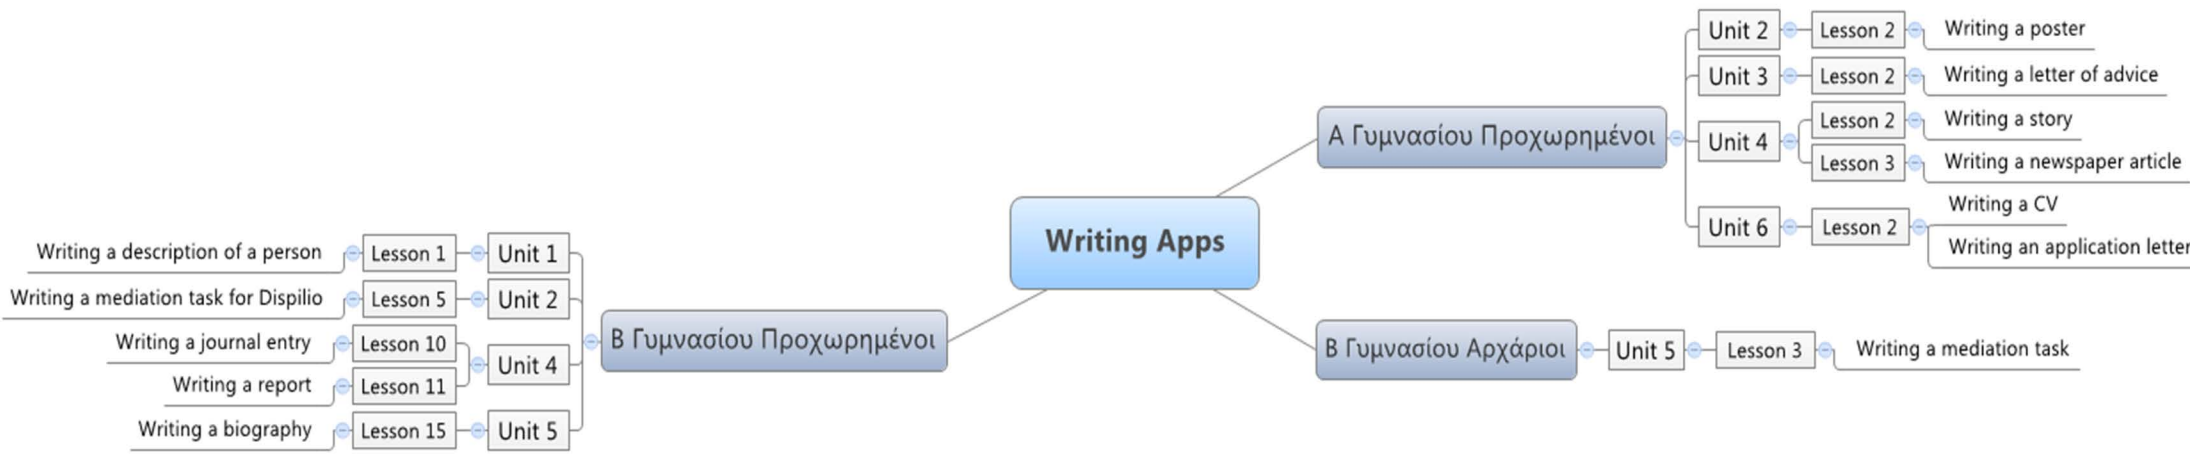 Writing Apps
Α Γυμνασίου Προχωρημένοι
Unit 2
Lesson 2
Writing a poster
Unit 3
Lesson 2
Writing a letter of advice
Unit 4
Lesson 2
Writing a story
Lesson 3
Writing a newspaper article
Unit 6
Lesson 2
Writing a CV
Writing an application letter
Β Γυμνασίου Αρχάριοι
Unit 5
Lesson 3
Writing a mediation task
Β Γυμνασίου Προχωρημένοι
Unit 1
Lesson 1
Writing a description of a person
Unit 2
Lesson 5
Writing a mediation task for Dispilio
Unit 4
Lesson 10
Writing a journal entry
Lesson 11
Writing a report
Unit 5
Lesson 15
Writing a biography